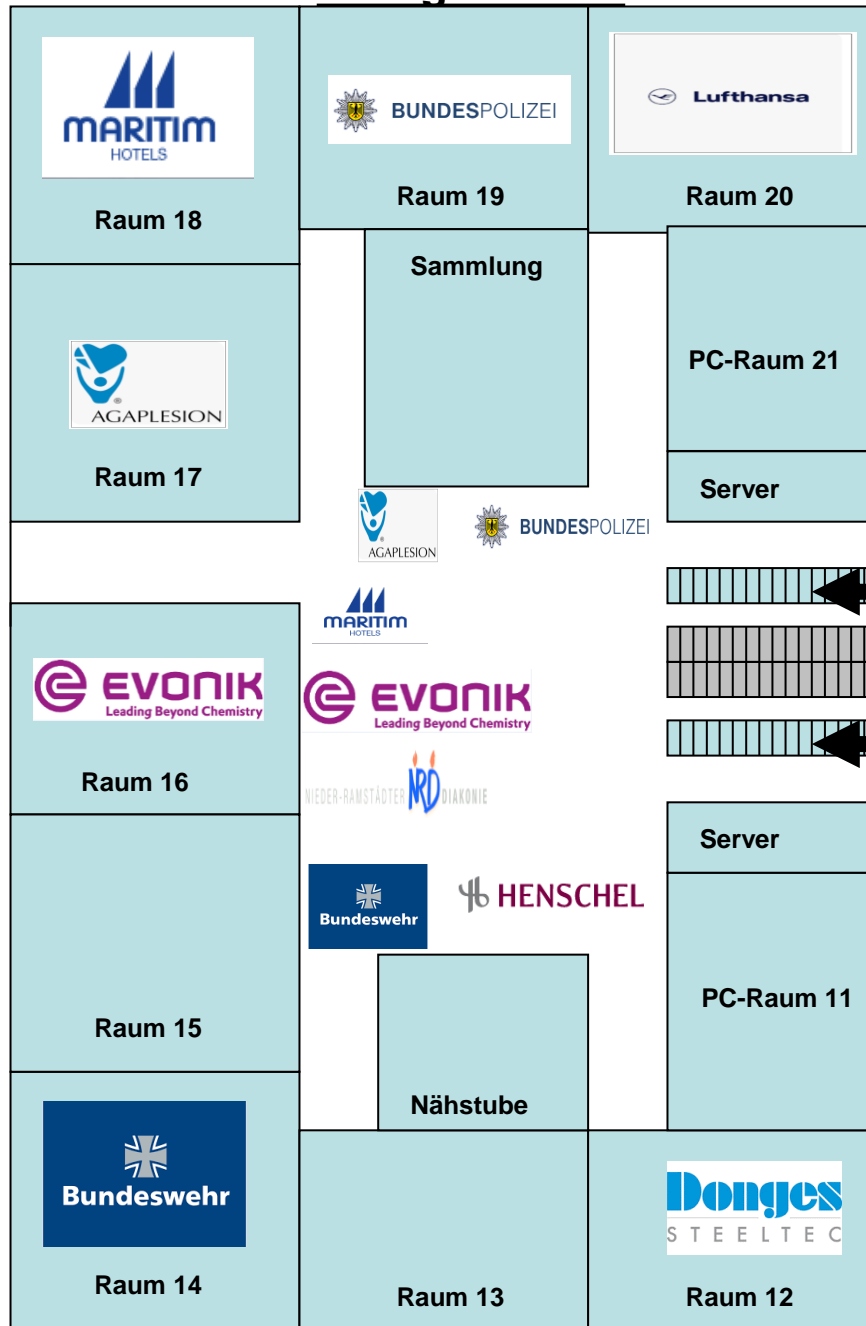 MARITIM
HOTELS
Raum 18
BUNDESPOLIZEI
Raum 19
Lufthansa
Raum 20
Sammlung
PC-Raum 21
AGAPLESION
Raum 17
Server
AGAPLESION
BUNDESPOLIZEI
MARITIM
HOTELS
EVONIK
Leading Beyond Chemistry
Raum 16
EVONIK
Leading Beyond Chemistry
NIEDER-RAMSTÄDTER NRD DIAKONIE
Server
Bundeswehr
HENSCHEL
Raum 15
PC-Raum 11
Nähstube
Bundeswehr
Raum 14
Raum 13
Donges
STEELTEC
Raum 12